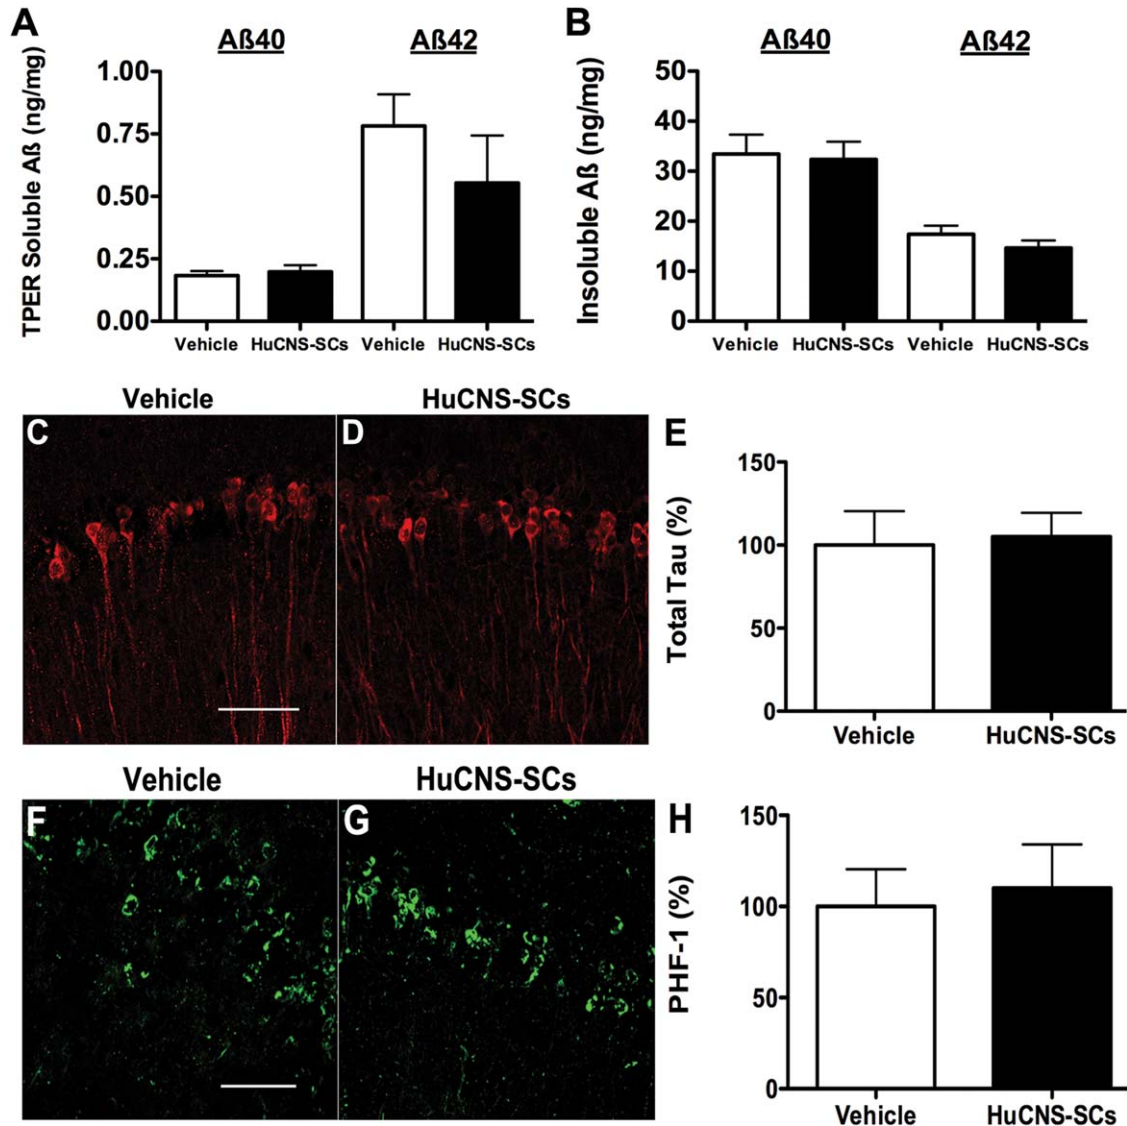 A
Aß40 Aß42
TPER Soluble Aß (ng/mg)
1.00
0.75
0.50
0.25
0.00
Vehicle HuCNS-SCs Vehicle HuCNS-SCs
B
Aß40 Aß42
Insoluble Aß (ng/mg)
50
40
30
20
10
0
Vehicle HuCNS-SCs Vehicle HuCNS-SCs
Vehicle HuCNS-SCs
C D
E
Total Tau (%)
150
100
50
0
Vehicle HuCNS-SCs
Vehicle HuCNS-SCs
F G
H
PHF-1 (%)
150
100
50
0
Vehicle HuCNS-SCs